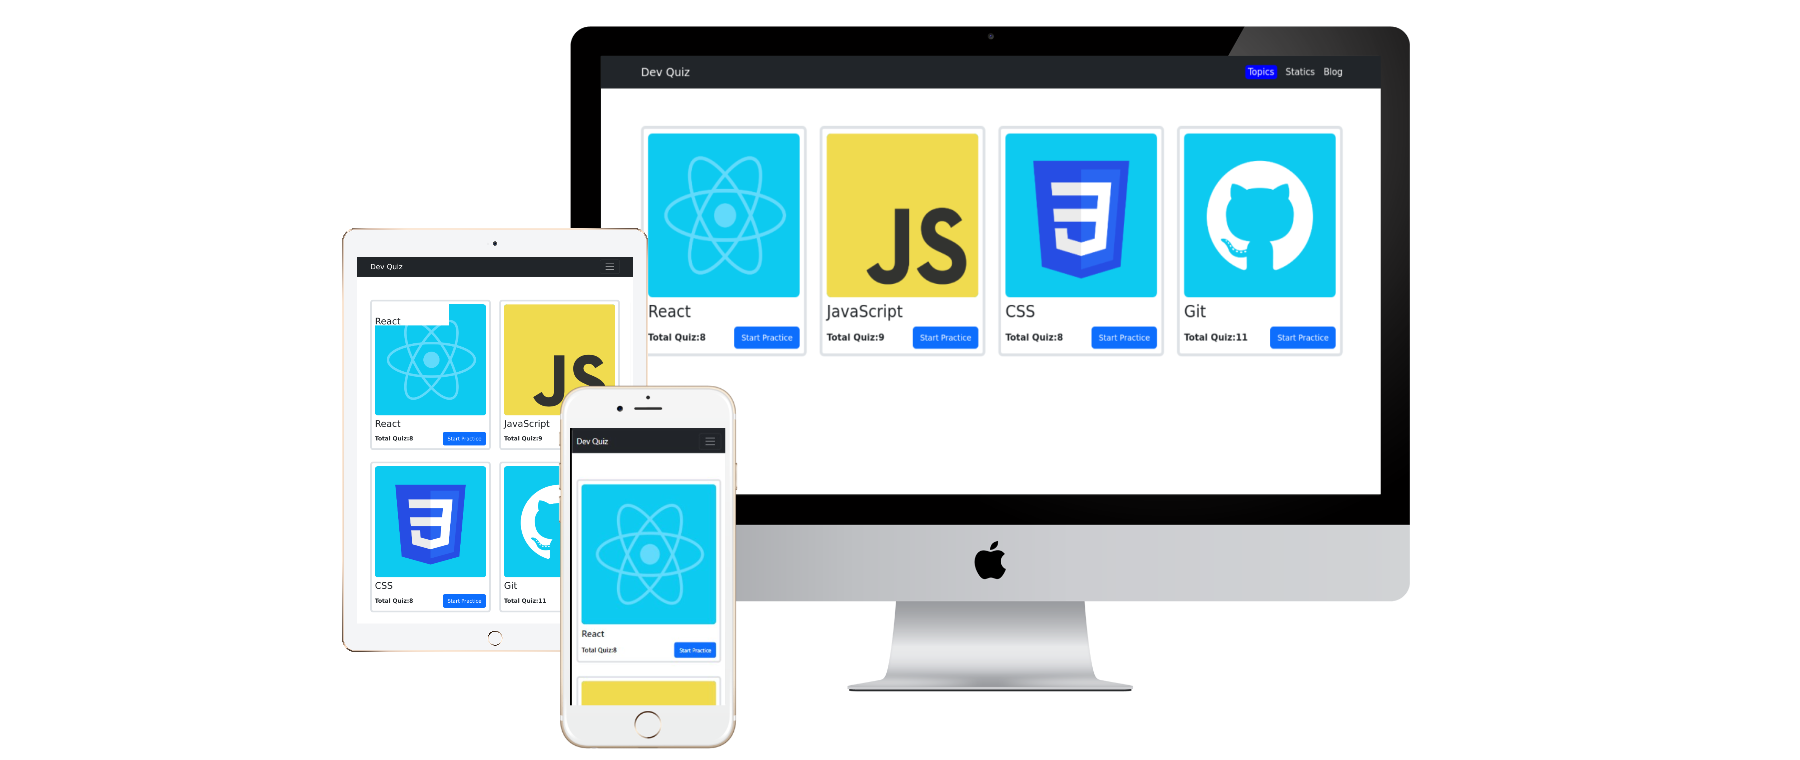 Dev Quiz Topics Statics Blog
JS
React JavaScript CSS Git
Total Quiz:8 Start Practice Total Quiz:9 Start Practice Total Quiz:8 Start Practice Total Quiz:11 Start Practice
Dev Quiz
React
JS
React JavaScript
Total Quiz:8 Start Practice Total Quiz:9
CSS Git
Total Quiz:8 Start Practice Total Quiz:11
Dev Quiz
React
Total Quiz:8 Start Practice